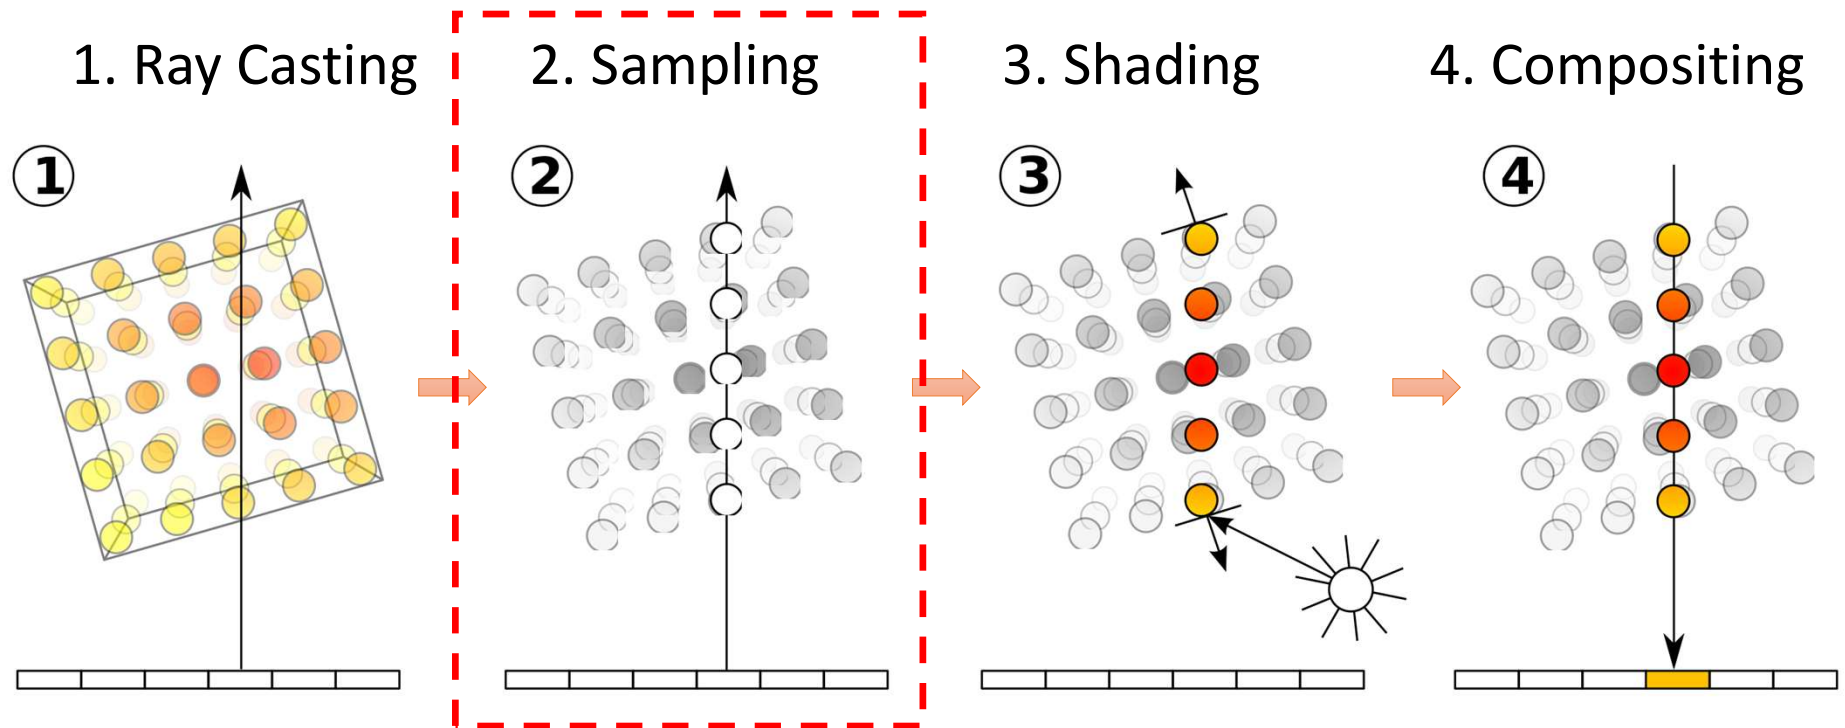 1. Ray Casting
2. Sampling
3. Shading
4. Compositing
1
2
3
4